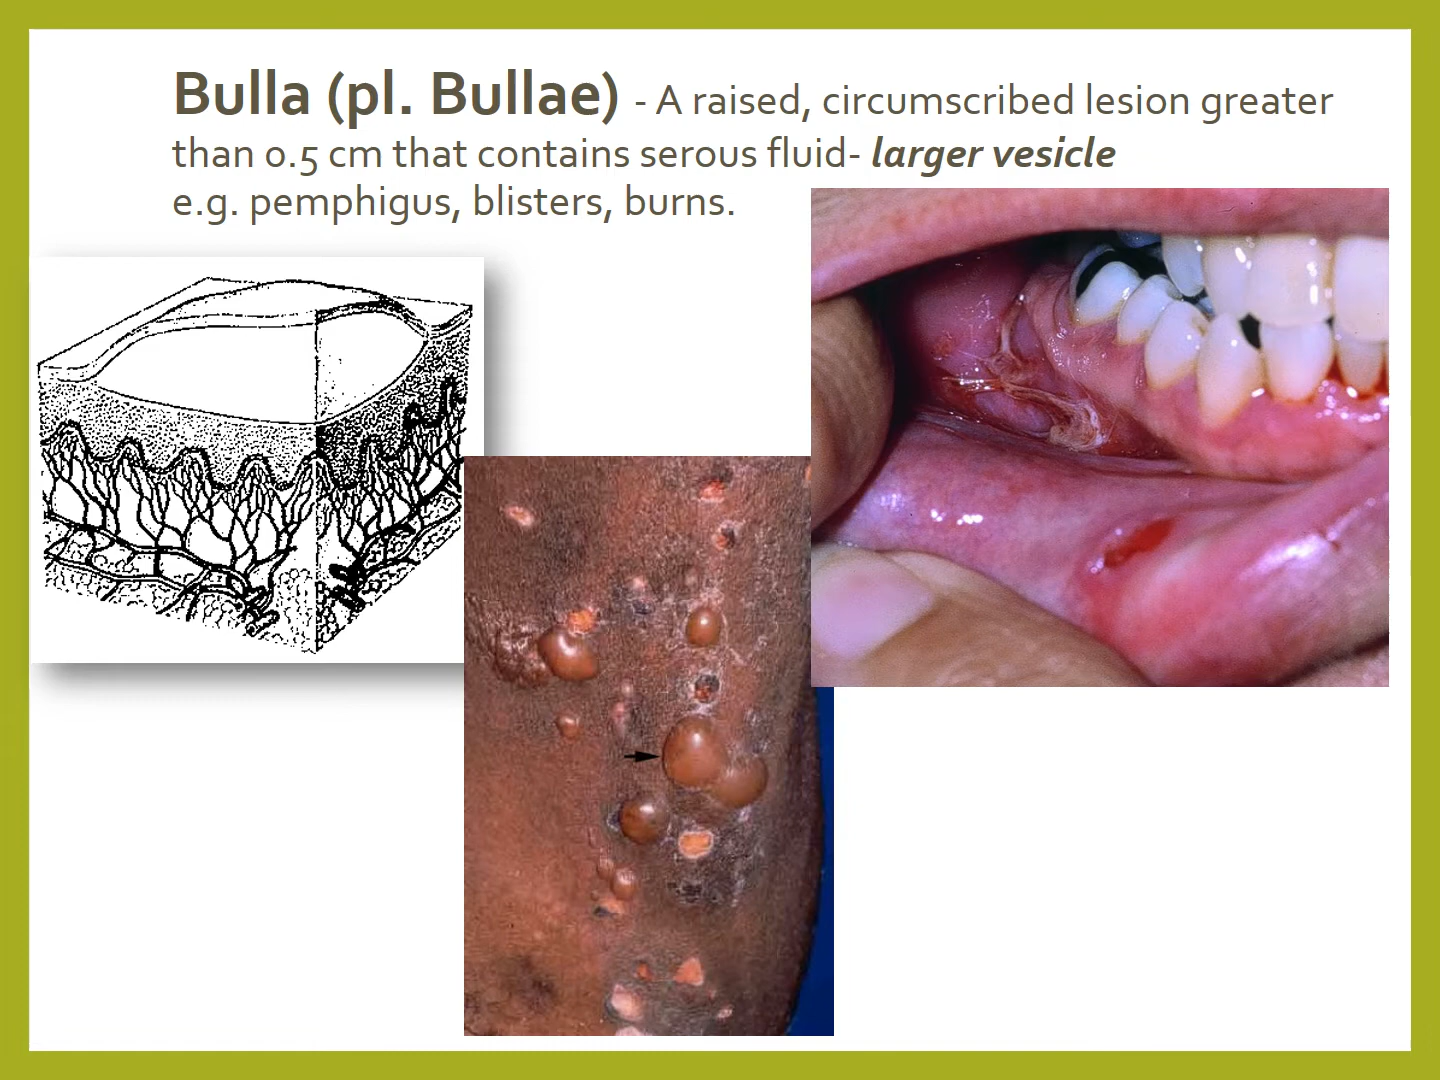 Bulla (pl. Bullae) - A raised, circumscribed lesion greater
than 0.5 cm that contains serous fluid- larger vesicle
e.g. pemphigus, blisters, burns.